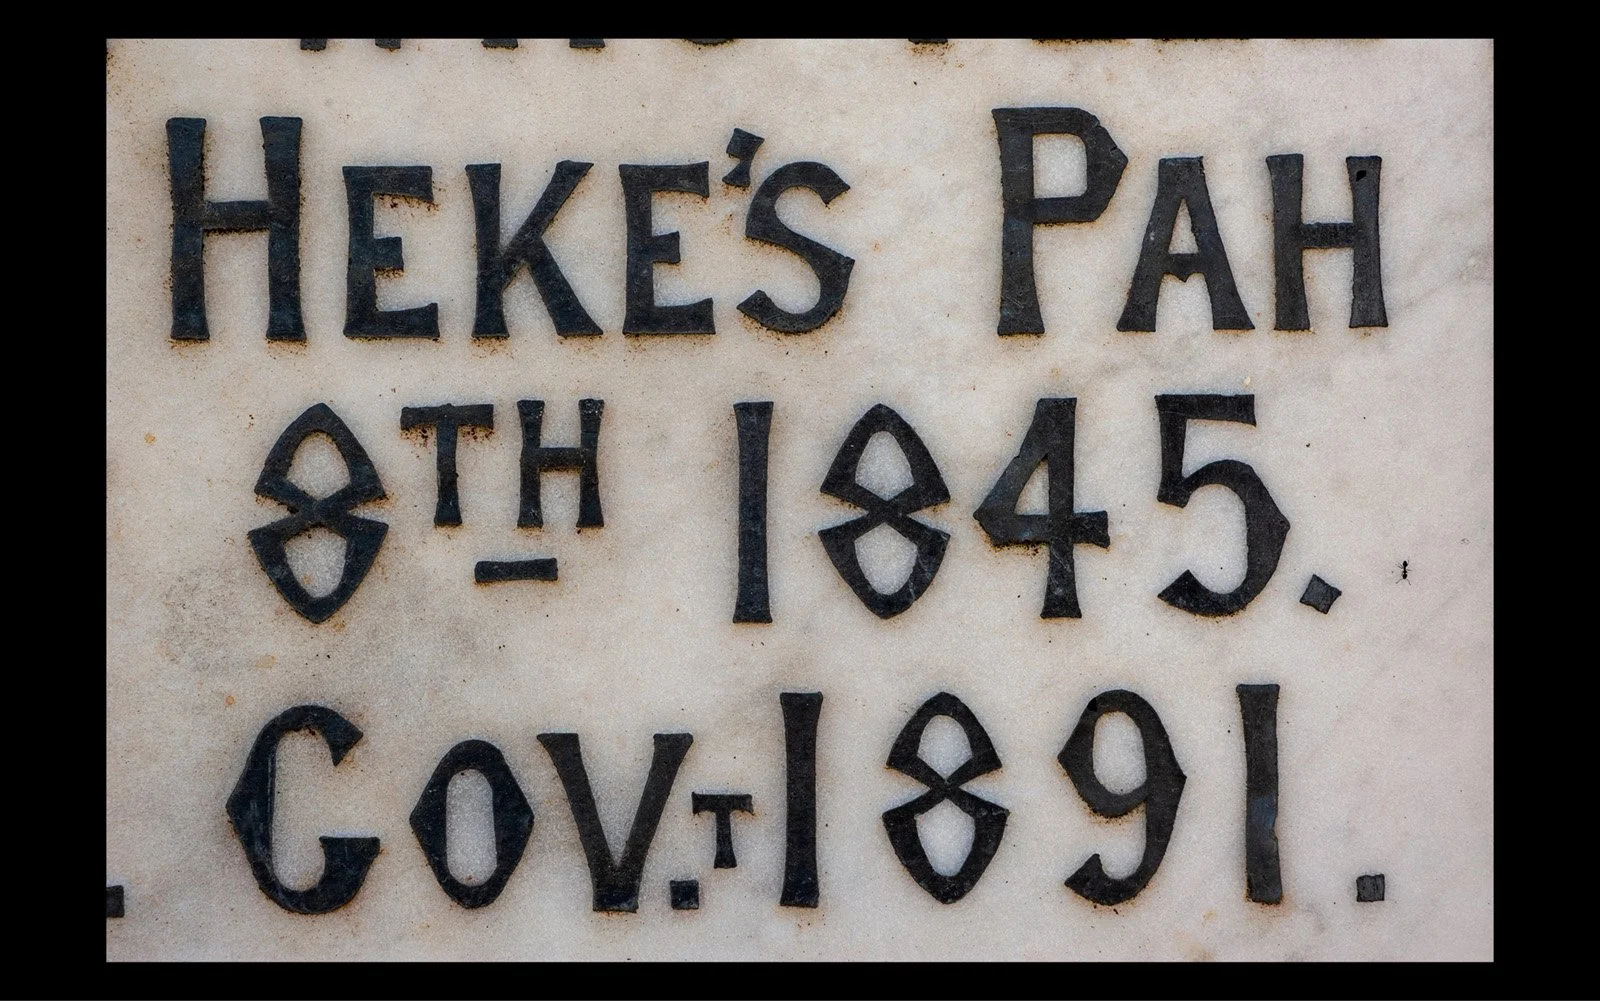 HEKE'S PAH
8TH 1845.
. GOV.T 1891.